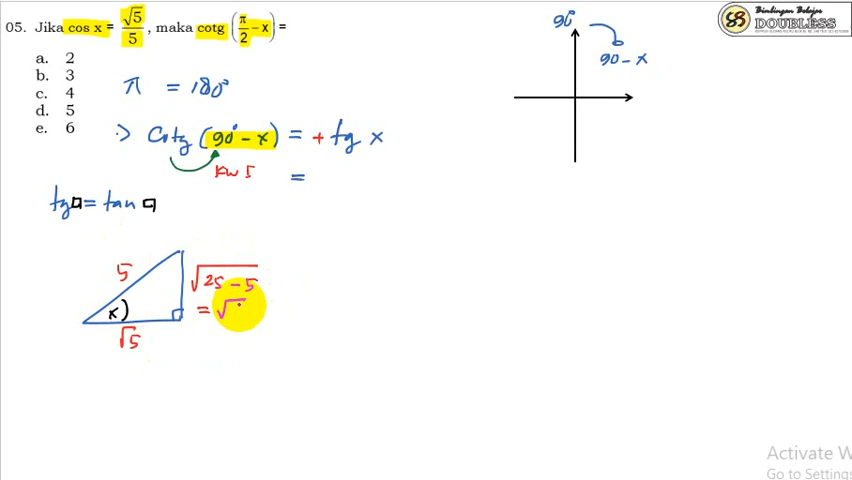 05. Jika cos x = √5/5 , maka cotg (π/2 − x) =
a. 2
b. 3
c. 4
d. 5
e. 6
π = 180°
∴> Cotg (90° − x) = + tg x
kw I
=
tg□ = tan □
5
√25 − 5
x)
= √
√5
90°
90 − x
Bimbingan Belajar
DOUBLESS
Activate W
Go to Settings